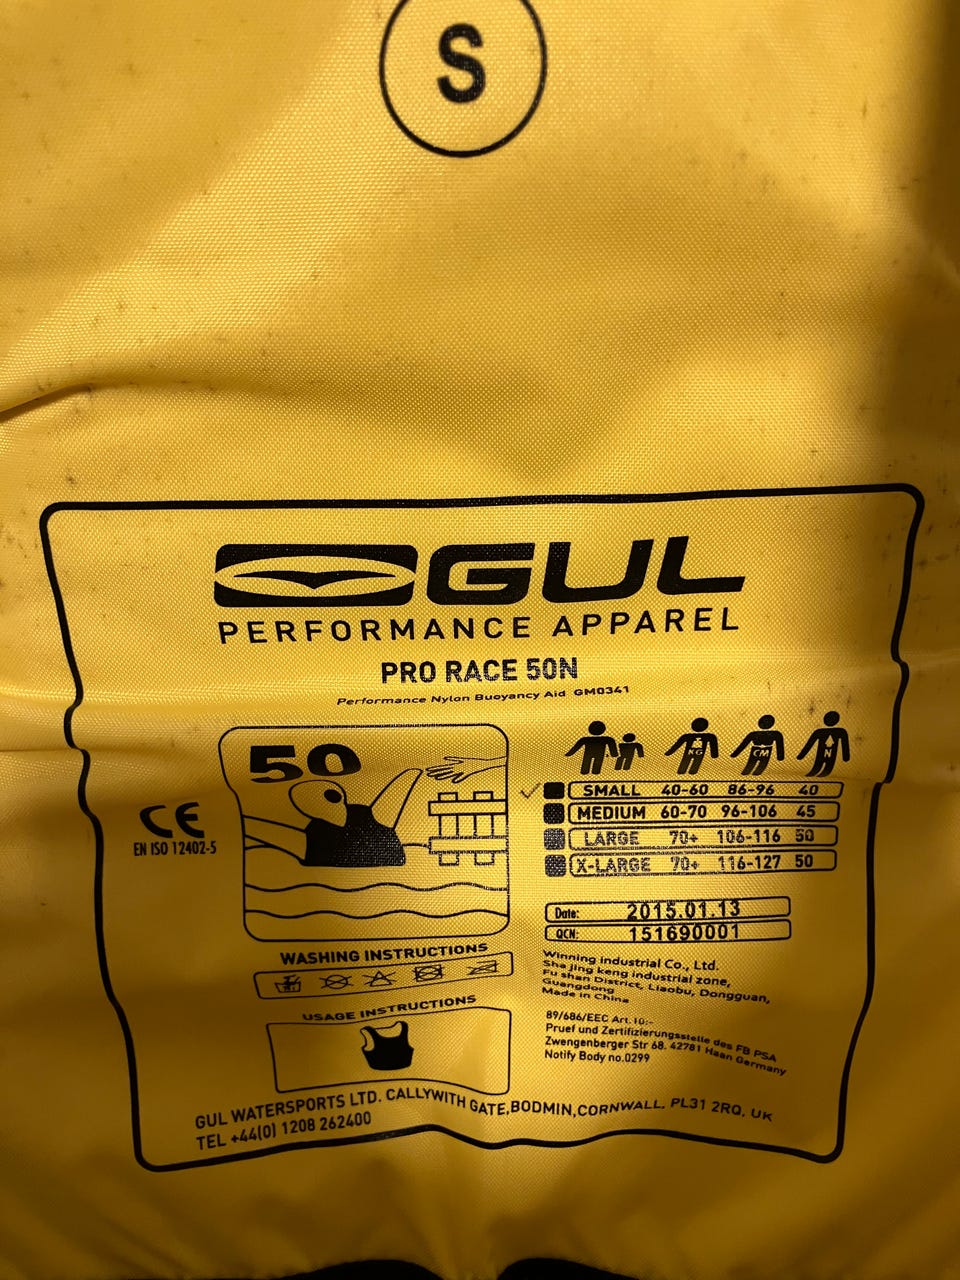 S
GUL
PERFORMANCE APPAREL
PRO RACE 50N
Performance Nylon Buoyancy Aid GM0341
50
KG CM N
SMALL 40-60 86-96 40
MEDIUM 60-70 96-106 45
LARGE 70+ 106-116 50
X-LARGE 70+ 116-127 50
CE
EN ISO 12402-5
Date: 2015.01.13
QCN: 151690001
WASHING INSTRUCTIONS
USAGE INSTRUCTIONS
Winning industrial Co., Ltd.
Sha jing keng industrial zone,
Fu shan District, Liaobu, Dongguan,
Guangdong
Made in China
89/686/EEC Art.10:-
Pruef und Zertifizierungsstelle des FB PSA
Zwengenberger Str 68. 42781 Haan Germany
Notify Body no.0299
GUL WATERSPORTS LTD. CALLYWITH GATE,BODMIN,CORNWALL. PL31 2RQ, UK
TEL +44(0) 1208 262400